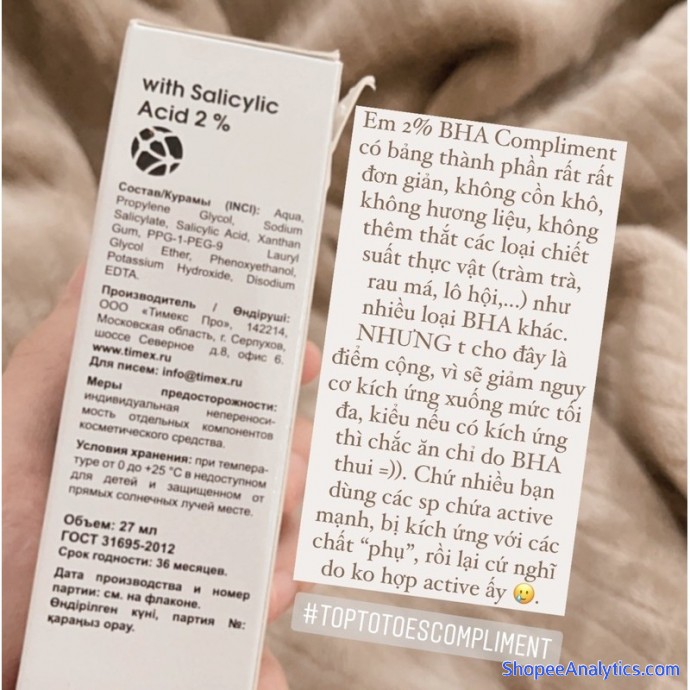 with Salicylic
Acid 2 %
Состав/Курамы (INCI): Aqua,
Propylene Glycol, Sodium
Salicylate, Salicylic Acid, Xanthan
Gum, PPG-1-PEG-9 Lauryl
Glycol Ether, Phenoxyethanol,
Potassium Hydroxide, Disodium
EDTA.
Производитель / Өндіруші:
ООО «Тимекс Про», 142214,
Московская область, г. Серпухов,
шоссе Северное д.8, офис 6.
www.timex.ru
Для писем: info@timex.ru
Меры предосторожности:
индивидуальная непереноси-
мость отдельных компонентов
косметического средства.
Условия хранения: при темпера-
туре от 0 до +25 °C в недоступном
для детей и защищенном от
прямых солнечных лучей месте.
Объем: 27 мл
ГОСТ 31695-2012
Срок годности: 36 месяцев.
Дата производства и номер
партии: см. на флаконе.
Өндірілген күні, партия №:
қараңыз орау.
Em 2% BHA Compliment
có bảng thành phần rất rất
đơn giản, không cồn khô,
không hương liệu, không
thêm thắt các loại chiết
suất thực vật (tràm trà,
rau má, lô hội,...) như
nhiều loại BHA khác.
NHƯNG t cho đây là
điểm cộng, vì sẽ giảm nguy
cơ kích ứng xuống mức tối
đa, kiểu nếu có kích ứng
thì chắc ăn chỉ do BHA
thui =)). Chứ nhiều bạn
dùng các sp chứa active
mạnh, bị kích ứng với các
chất “phụ”, rồi lại cứ nghĩ
do ko hợp active ấy 🥲.
#TOPTOTOESCOMPLIMENT
ShopeeAnalytics.com